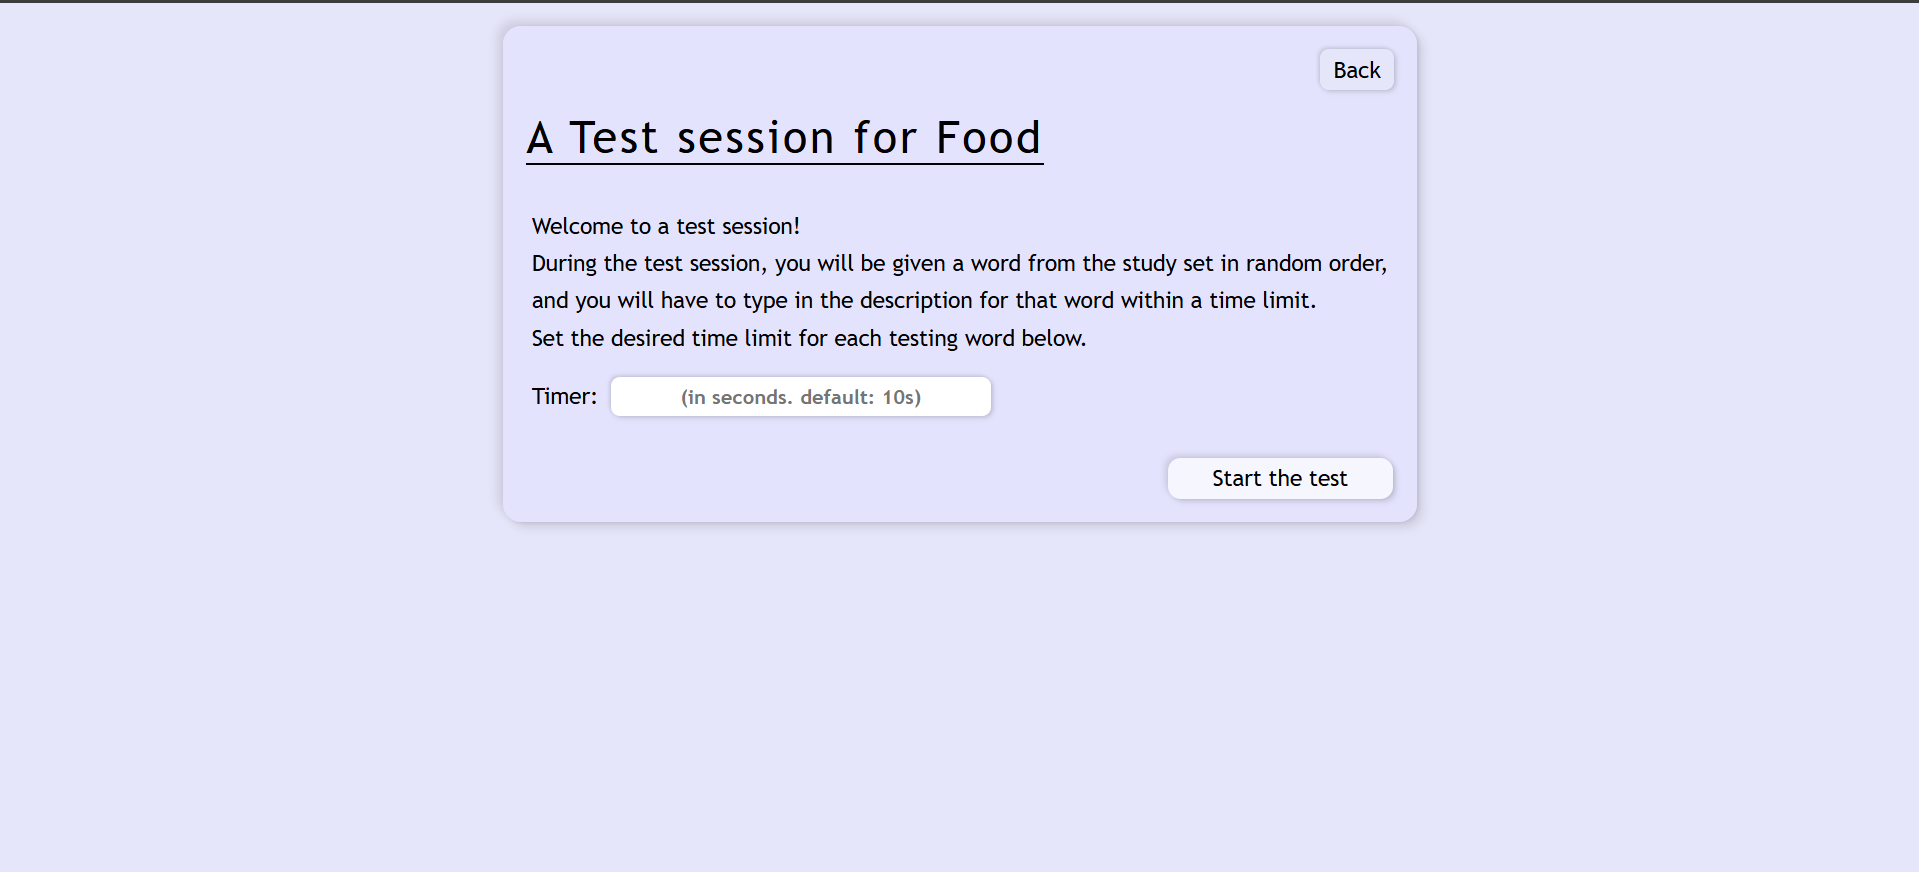 Back
A Test session for Food
Welcome to a test session!
During the test session, you will be given a word from the study set in random order,
and you will have to type in the description for that word within a time limit.
Set the desired time limit for each testing word below.
Timer: (in seconds. default: 10s)
Start the test